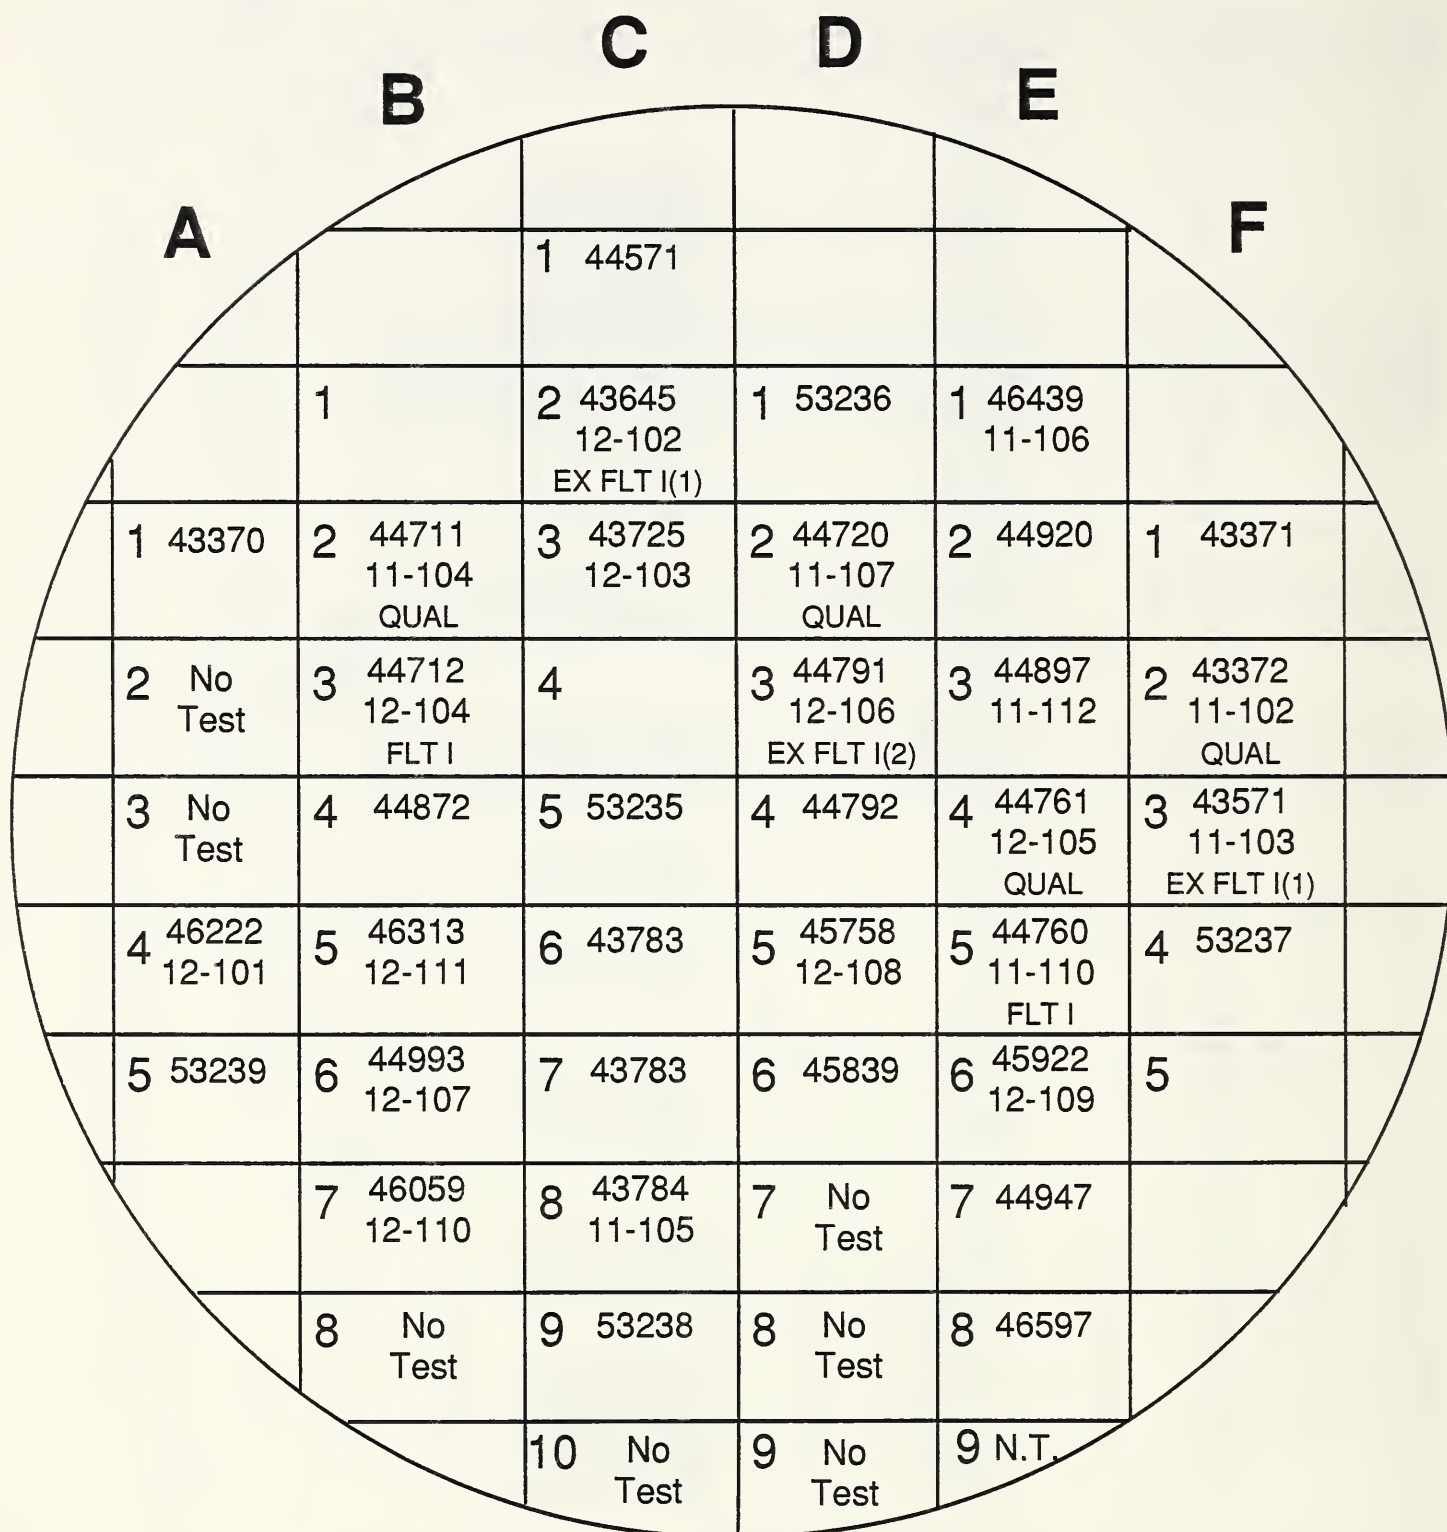 A B C D E F
1 44571
1
2 43645
12-102
EX FLT I(1)
1 53236
1 46439
11-106
1 43370
2 44711
11-104
QUAL
3 43725
12-103
2 44720
11-107
QUAL
2 44920
1 43371
2 No
Test
3 44712
12-104
FLT I
4
3 44791
12-106
EX FLT I(2)
3 44897
11-112
2 43372
11-102
QUAL
3 No
Test
4 44872
5 53235
4 44792
4 44761
12-105
QUAL
3 43571
11-103
EX FLT I(1)
4 46222
12-101
5 46313
12-111
6 43783
5 45758
12-108
5 44760
11-110
FLT I
4 53237
5 53239
6 44993
12-107
7 43783
6 45839
6 45922
12-109
5
7 46059
12-110
8 43784
11-105
7 No
Test
7 44947
8 No
Test
9 53238
8 No
Test
8 46597
10 No
Test
9 No
Test
9 N.T.